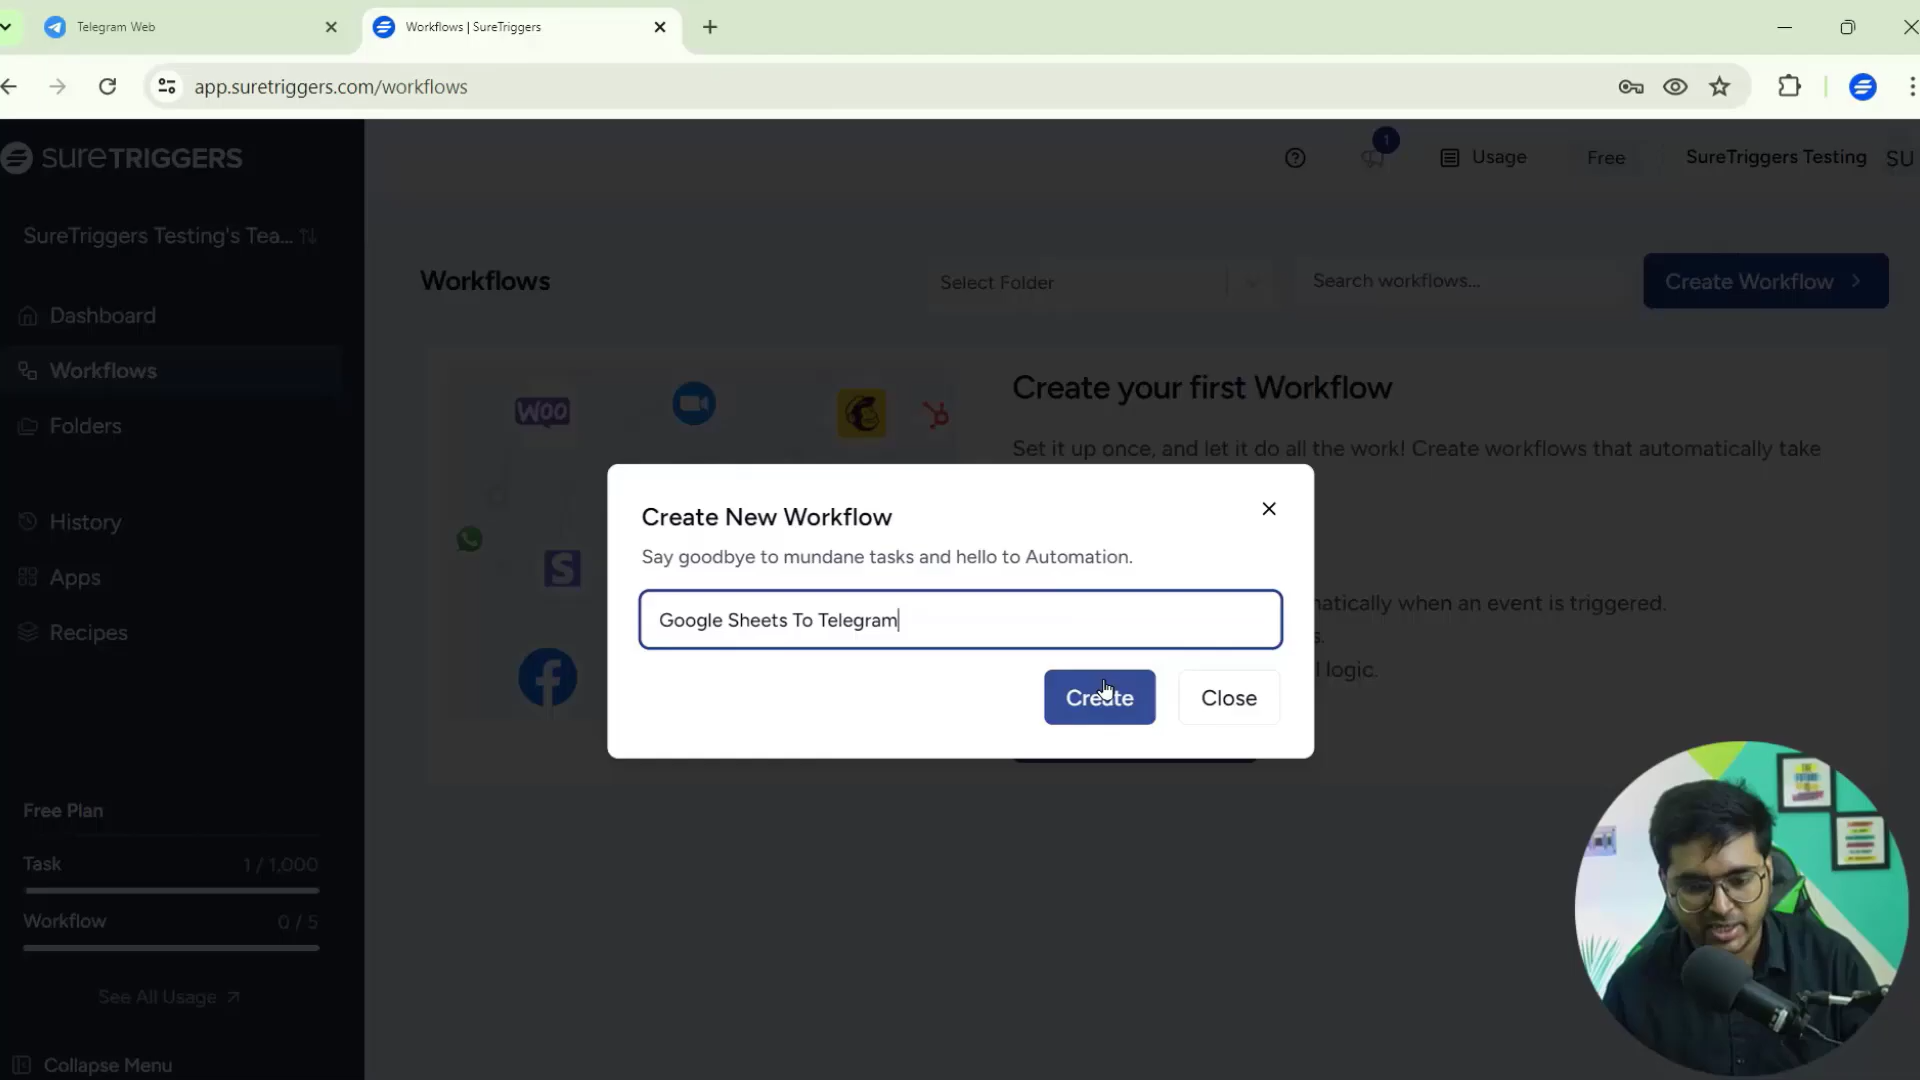 Telegram Web
Workflows | SureTriggers
app.suretriggers.com/workflows
sureTRIGGERS
1
Usage
Free
SureTriggers Testing
SU
SureTriggers Testing's Tea...
Workflows
Select Folder
Search workflows...
Create Workflow
Dashboard
Workflows
Folders
History
Apps
Recipes
WOO
Create your first Workflow
Set it up once, and let it do all the work! Create workflows that automatically take
Create New Workflow
Say goodbye to mundane tasks and hello to Automation.
Google Sheets To Telegram
matically when an event is triggered.
s.
l logic.
Create
Close
Free Plan
Task
1 / 1,000
Workflow
0 / 5
See All Usage
Collapse Menu